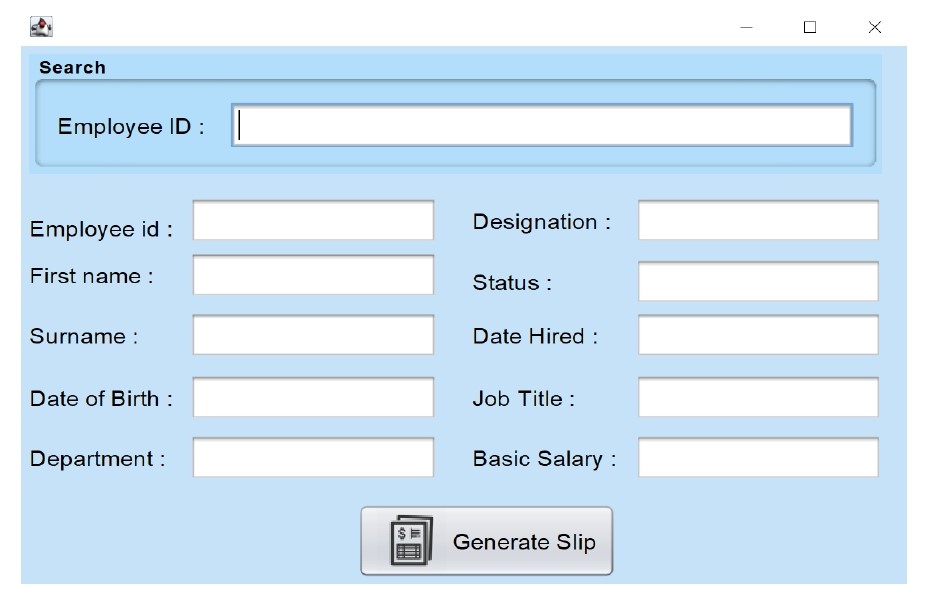 Search
Employee ID :
Employee id :
Designation :
First name :
Status :
Surname :
Date Hired :
Date of Birth :
Job Title :
Department :
Basic Salary :
Generate Slip